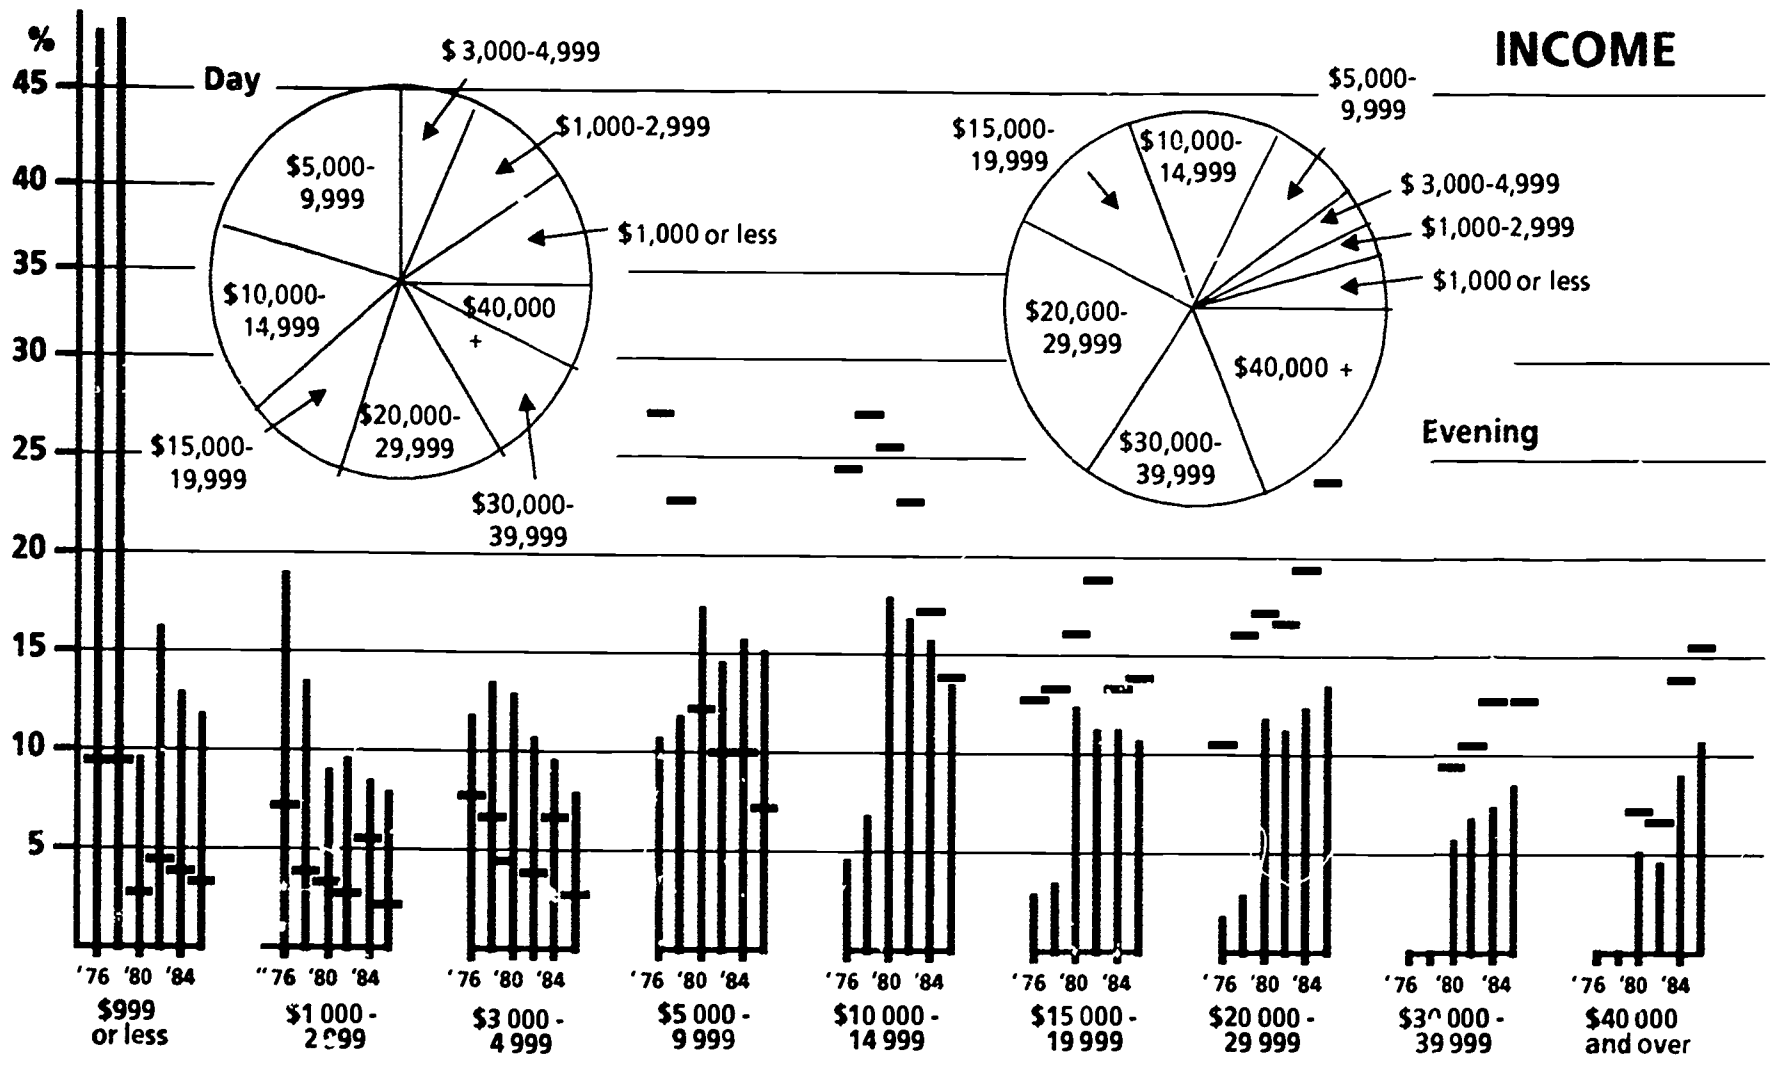 INCOME
%
45
40
35
30
25
20
15
10
5
Day
$ 3,000-4,999
$1,000-2,999
$1,000 or less
$40,000
+
$30,000-
39,999
$20,000-
29,999
$15,000-
19,999
$10,000-
14,999
$5,000-
9,999
Evening
$5,000-
9,999
$ 3,000-4,999
$1,000-2,999
$1,000 or less
$40,000 +
$30,000-
39,999
$20,000-
29,999
$15,000-
19,999
$10,000-
14,999
'76 '80 '84
$999
or less
"76 '80 '84
$1 000 -
'76 '80 '84
$3 000 -
4 999
'76 '80 '84
$5 000 -
9 999
'76 '80 '84
$10 000 -
14 999
'76 '80 '84
$15 000 -
19 999
'76 '80 '84
$20 000 -
29 999
'76 '80 '84
$30 000 -
39 999
'76 '80 '84
$40 000
and over